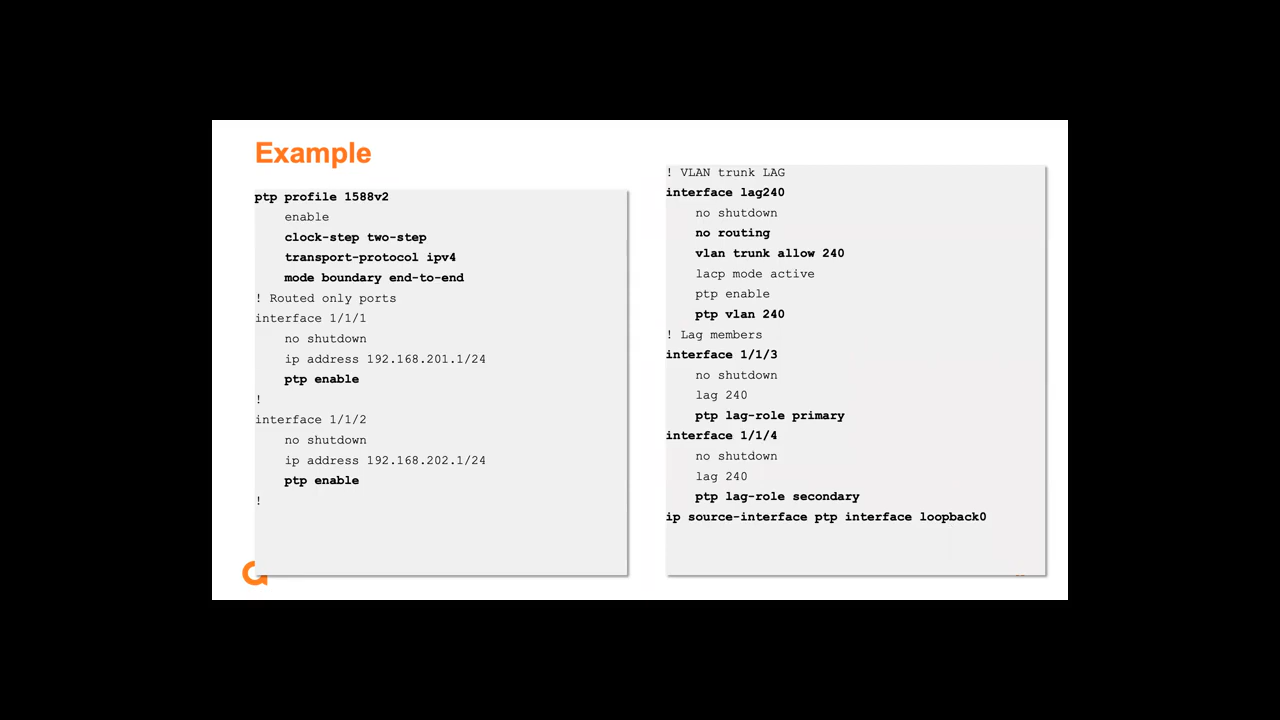 Example
ptp profile 1588v2
enable
clock-step two-step
transport-protocol ipv4
mode boundary end-to-end
! Routed only ports
interface 1/1/1
no shutdown
ip address 192.168.201.1/24
ptp enable
!
interface 1/1/2
no shutdown
ip address 192.168.202.1/24
ptp enable
!
! VLAN trunk LAG
interface lag240
no shutdown
no routing
vlan trunk allow 240
lacp mode active
ptp enable
ptp vlan 240
! Lag members
interface 1/1/3
no shutdown
lag 240
ptp lag-role primary
interface 1/1/4
no shutdown
lag 240
ptp lag-role secondary
ip source-interface ptp interface loopback0